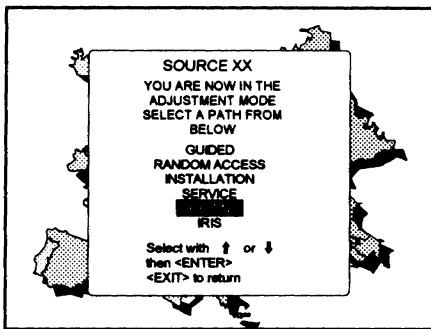 SOURCE XX
YOU ARE NOW IN THE
ADJUSTMENT MODE
SELECT A PATH FROM
BELOW
GUIDED
RANDOM ACCESS
INSTALLATION
SERVICE
IRIS
Select with ↑ or ↓
then <ENTER>
<EXIT> to return